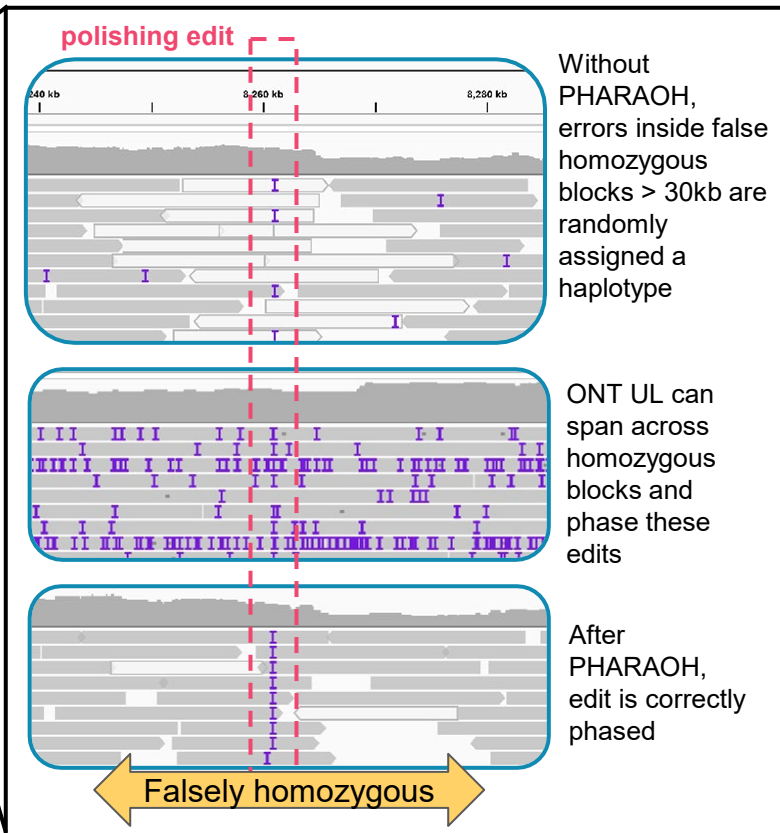 polishing edit
240 kb
8,260 kb
8,280 kb
Without
PHARAOH,
errors inside false
homozygous
blocks > 30kb are
randomly
assigned a
haplotype
ONT UL can
span across
homozygous
blocks and
phase these
edits
After
PHARAOH,
edit is correctly
phased
Falsely homozygous